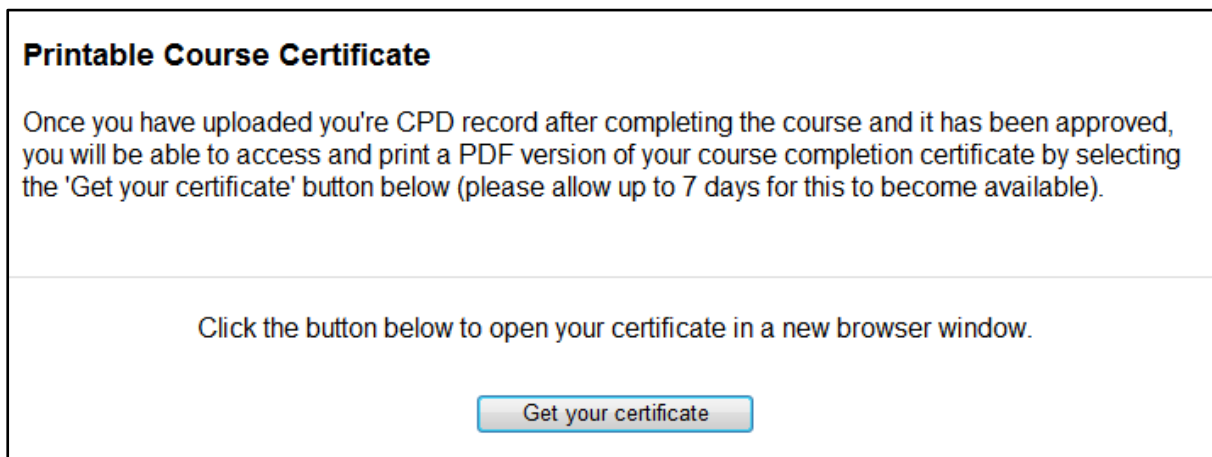 Printable Course Certificate
Once you have uploaded you're CPD record after completing the course and it has been approved,
you will be able to access and print a PDF version of your course completion certificate by selecting
the 'Get your certificate' button below (please allow up to 7 days for this to become available).
Click the button below to open your certificate in a new browser window.
Get your certificate